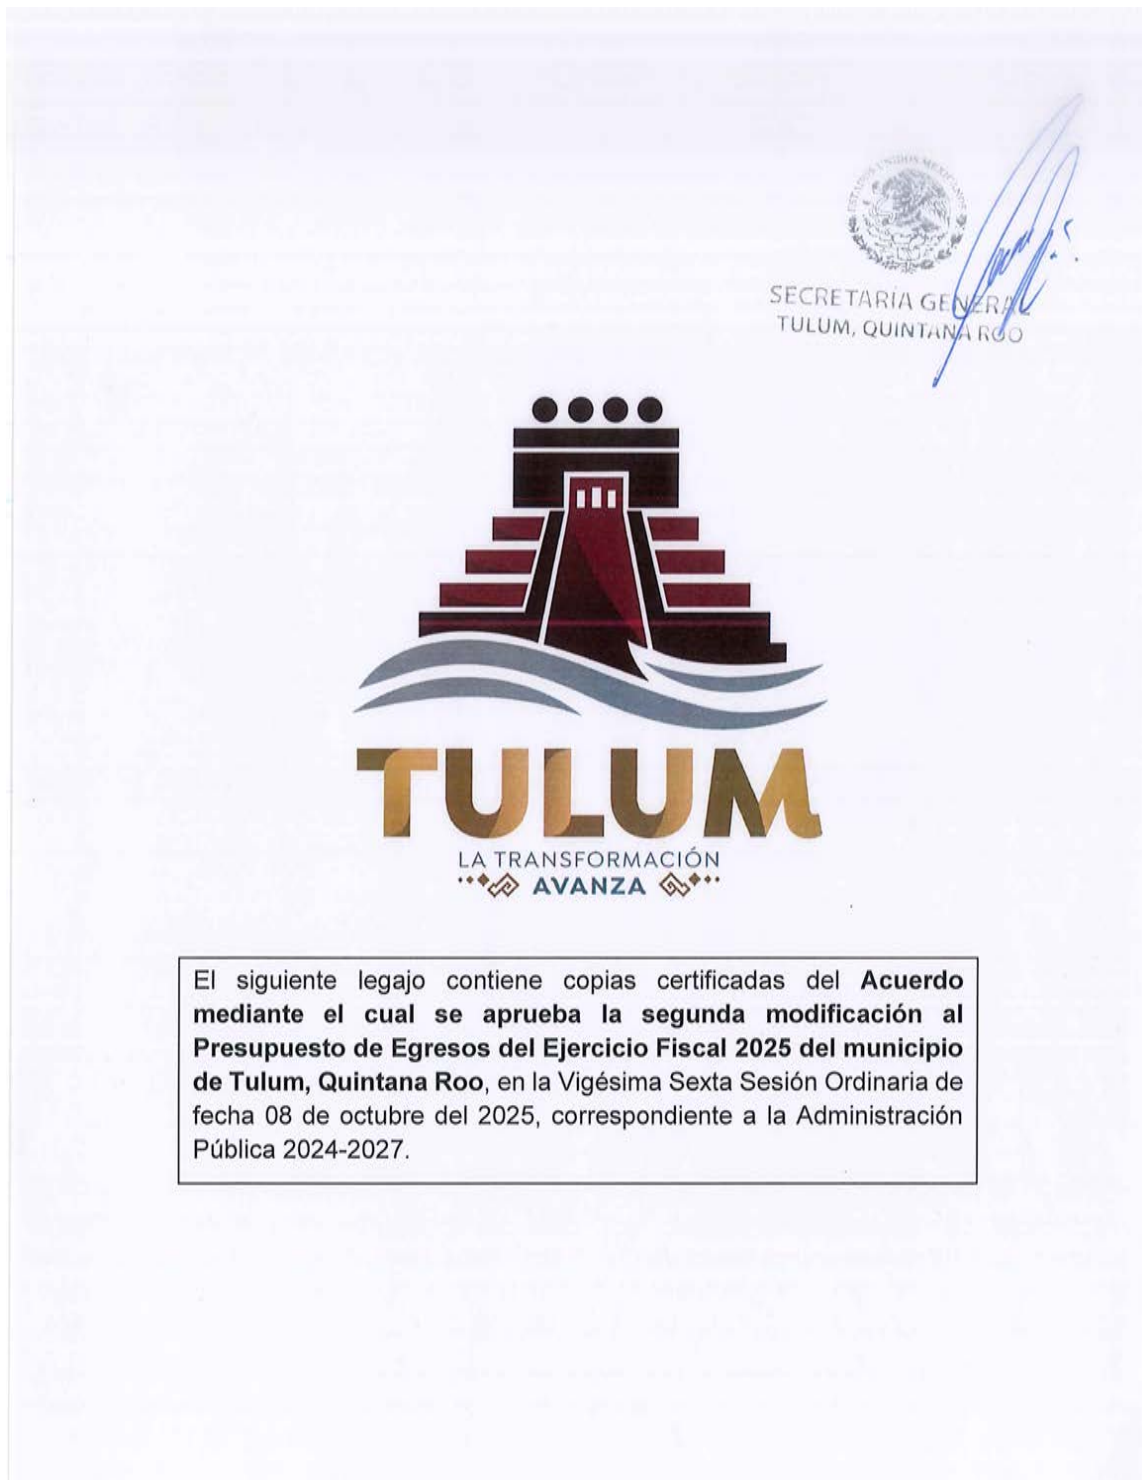 ESTADOS UNIDOS MEXICANOS
SECRETARÍA GENERAL
TULUM, QUINTANA ROO
TULUM
LA TRANSFORMACIÓN
AVANZA
El siguiente legajo contiene copias certificadas del Acuerdo
mediante el cual se aprueba la segunda modificación al
Presupuesto de Egresos del Ejercicio Fiscal 2025 del municipio
de Tulum, Quintana Roo, en la Vigésima Sexta Sesión Ordinaria de
fecha 08 de octubre del 2025, correspondiente a la Administración
Pública 2024-2027.